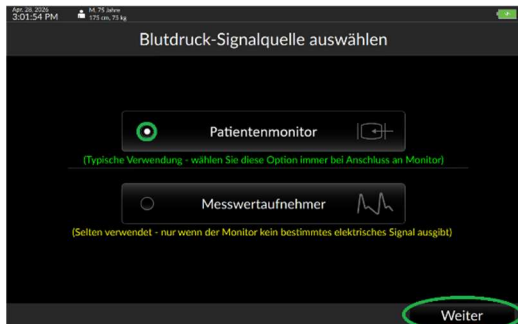 Apr. 28, 2026
3:01:54 PM
M, 75 Jahre
175 cm, 75 kg
Blutdruck-Signalquelle auswählen
Patientenmonitor
(Typische Verwendung - wählen Sie diese Option immer bei Anschluss an Monitor)
Messwertaufnehmer
(Selten verwendet - nur wenn der Monitor kein bestimmtes elektrisches Signal ausgibt)
Weiter